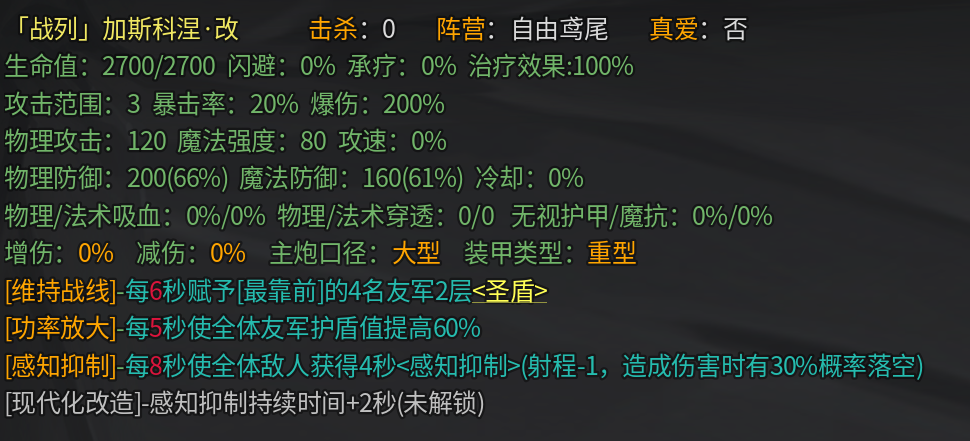 「战列」加斯科涅·改 击杀：0 阵营：自由鸢尾 真爱：否
生命值：2700/2700 闪避：0% 承疗：0% 治疗效果:100%
攻击范围：3 暴击率：20% 爆伤：200%
物理攻击：120 魔法强度：80 攻速：0%
物理防御：200(66%) 魔法防御：160(61%) 冷却：0%
物理/法术吸血：0%/0% 物理/法术穿透：0/0 无视护甲/魔抗：0%/0%
增伤：0% 减伤：0% 主炮口径：大型 装甲类型：重型
[维持战线]-每6秒赋予[最靠前]的4名友军2层<圣盾>
[功率放大]-每5秒使全体友军护盾值提高60%
[感知抑制]-每8秒使全体敌人获得4秒<感知抑制>(射程-1，造成伤害时有30%概率落空)
[现代化改造]-感知抑制持续时间+2秒(未解锁)